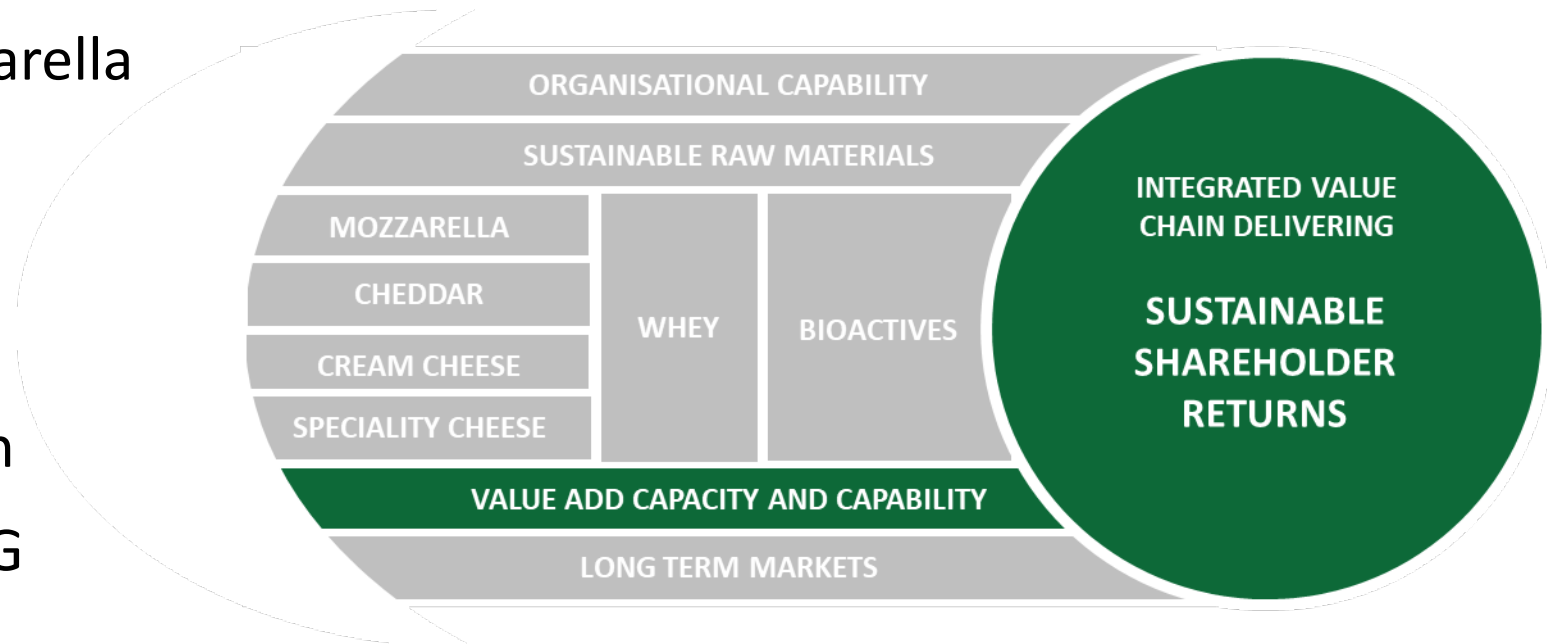 arella
G
ORGANISATIONAL CAPABILITY
SUSTAINABLE RAW MATERIALS
MOZZARELLA
CHEDDAR
CREAM CHEESE
SPECIALITY CHEESE
WHEY
BIOACTIVES
VALUE ADD CAPACITY AND CAPABILITY
LONG TERM MARKETS
INTEGRATED VALUE
CHAIN DELIVERING
SUSTAINABLE
SHAREHOLDER
RETURNS